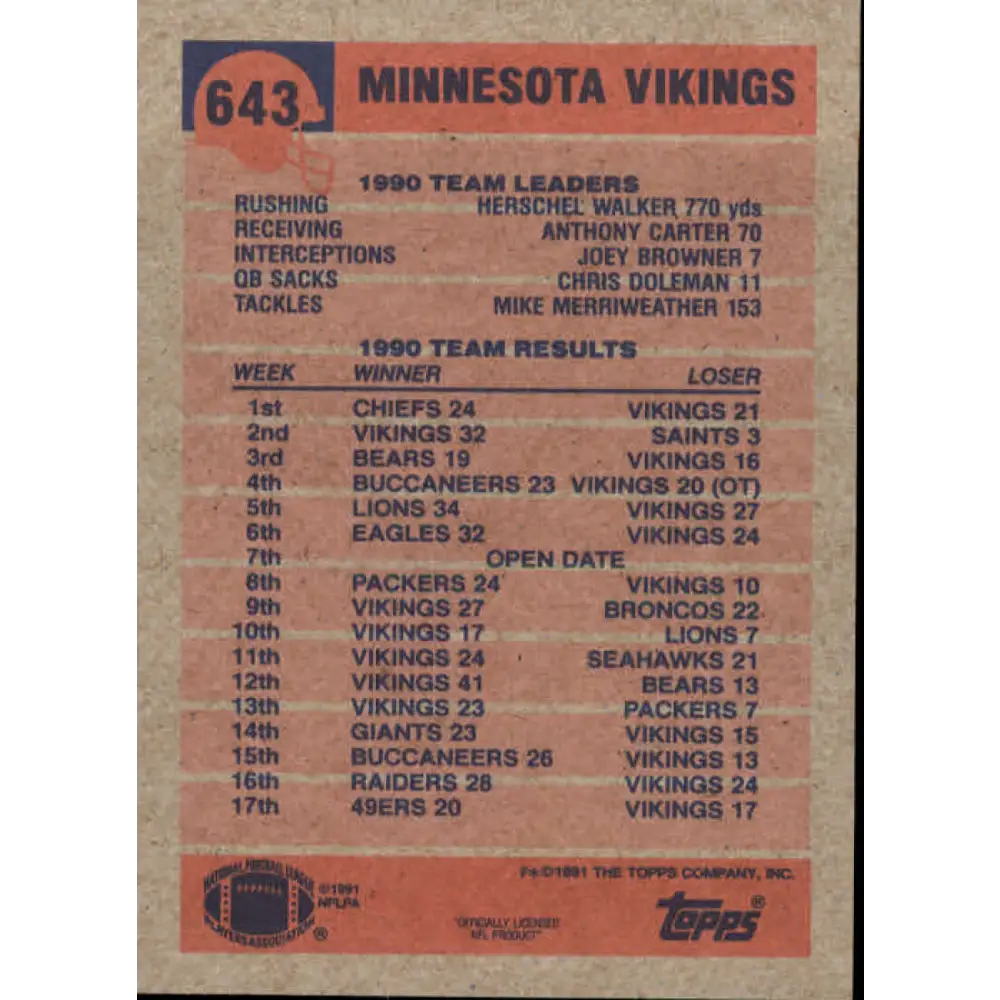 643 MINNESOTA VIKINGS
1990 TEAM LEADERS
RUSHING HERSCHEL WALKER 770 yds
RECEIVING ANTHONY CARTER 70
INTERCEPTIONS JOEY BROWNER 7
QB SACKS CHRIS DOLEMAN 11
TACKLES MIKE MERRIWEATHER 153
1990 TEAM RESULTS
WEEK WINNER LOSER
1st CHIEFS 24 VIKINGS 21
2nd VIKINGS 32 SAINTS 3
3rd BEARS 19 VIKINGS 16
4th BUCCANEERS 23 VIKINGS 20 (OT)
5th LIONS 34 VIKINGS 27
6th EAGLES 32 VIKINGS 24
7th OPEN DATE
8th PACKERS 24 VIKINGS 10
9th VIKINGS 27 BRONCOS 22
10th VIKINGS 17 LIONS 7
11th VIKINGS 24 SEAHAWKS 21
12th VIKINGS 41 BEARS 13
13th VIKINGS 23 PACKERS 7
14th GIANTS 23 VIKINGS 15
15th BUCCANEERS 26 VIKINGS 13
16th RAIDERS 28 VIKINGS 24
17th 49ERS 20 VIKINGS 17
F*©1991 THE TOPPS COMPANY, INC.
NATIONAL FOOTBALL LEAGUE
PLAYERS ASSOCIATION ®
©1991
NFLPA
"OFFICIALLY LICENSED
NFL PRODUCT"
topps®